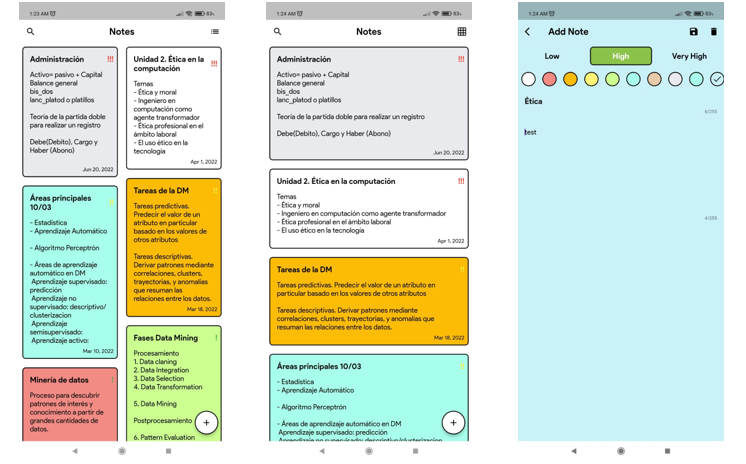 1:23 AM
83%
Notes
Administración
!!!
Activo= pasivo + Capital
Balance general
bis_dos
lanc_platod o platillos
Teoría de la partida doble
para realizar un registro
Debe(Debito), Cargo y
Haber (Abono)
Jun 20, 2022
Áreas principales
10/03
!!
- Estadística
- Aprendizaje Automático
- Algoritmo Perceptrón
- Áreas de aprendizaje
automático en DM
Aprendizaje supervisado:
predicción
Aprendizaje no
supervisado: descriptivo/
clusterizacion
Aprendizaje
semisupervisado:
Aprendizaje activo:
Mar 10, 2022
Minería de datos
!
Proceso para descubrir
patrones de interés y
conocimiento a partir de
grandes cantidades de
datos.
Unidad 2. Ética en la
computación
!!!
Temas
- Ética y moral
- Ingeniero en
computación como
agente transformador
- Ética profesional en el
ámbito laboral
- El uso ético en la
tecnología
Apr 1, 2022
Tareas de la DM
!!
Tareas predictivas.
Predecir el valor de un
atributo en particular
basado en los valores de
otros atributos
Tareas descriptivas.
Derivar patrones mediante
correlaciones, clusters,
trayectorias, y anomalías
que resuman las
relaciones entre los datos.
Mar 18, 2022
Fases Data Mining
!
Procesamiento
1. Data claning
2. Data Integration
3. Data Selection
4. Data Transformation
5. Data Mining
Postprocesamiento
6. Pattern Evaluation
+
1:24 AM
83%
Notes
Administración
!!!
Activo= pasivo + Capital
Balance general
bis_dos
lanc_platod o platillos
Teoría de la partida doble para realizar un registro
Debe(Debito), Cargo y Haber (Abono)
Jun 20, 2022
Unidad 2. Ética en la computación
!!!
Temas
- Ética y moral
- Ingeniero en computación como agente transformador
- Ética profesional en el ámbito laboral
- El uso ético en la tecnología
Apr 1, 2022
Tareas de la DM
!!
Tareas predictivas. Predecir el valor de un atributo en
particular basado en los valores de otros atributos
Tareas descriptivas. Derivar patrones mediante
correlaciones, clusters, trayectorias, y anomalías que
resuman las relaciones entre los datos.
Mar 18, 2022
Áreas principales 10/03
!!
- Estadística
- Aprendizaje Automático
- Algoritmo Perceptrón
- Áreas de aprendizaje automático en DM
Aprendizaje supervisado: predicción
Aprendizaje no supervisado: descriptivo/clusterizacion
+
1:24 AM
83%
Add Note
Low
High
Very High
Ética
4/255
test
4/255